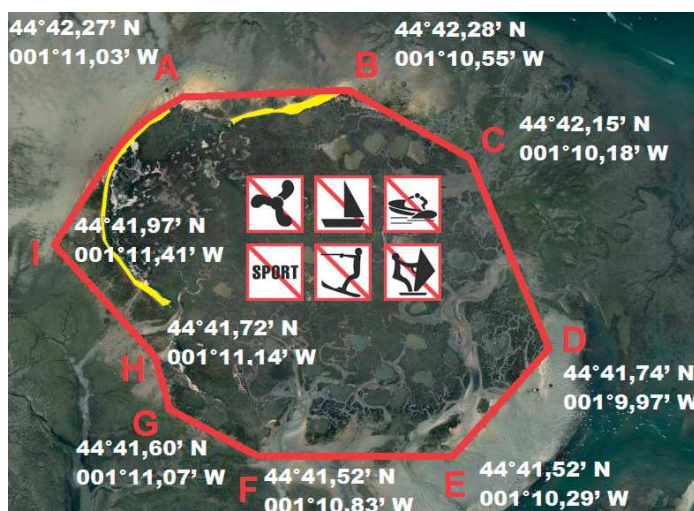 44°42,27' N
001°11,03' W
A
B
44°42,28' N
001°10,55' W
C
44°42,15' N
001°10,18' W
I
44°41,97' N
001°11,41' W
SPORT
H
44°41,72' N
001°11,14' W
D
44°41,74' N
001°9,97' W
G
44°41,60' N
001°11,07' W
F
44°41,52' N
001°10,83' W
E
44°41,52' N
001°10,29' W